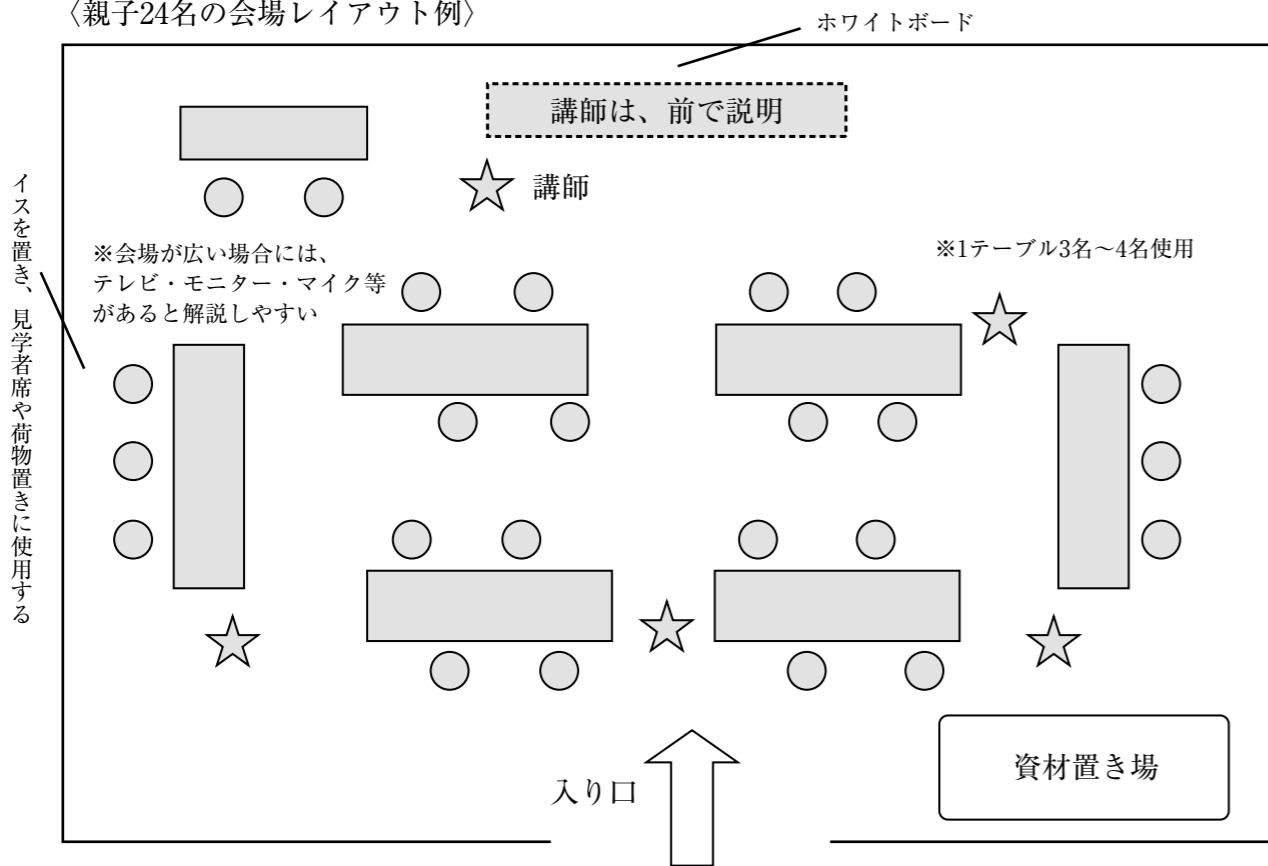 〈親子24名の会場レイアウト例〉
ホワイトボード
講師は、前で説明
講師
イスを置き、見学者席や荷物置きに使用する
※会場が広い場合には、
テレビ・モニター・マイク等
があると解説しやすい
※1テーブル3名～4名使用
入り口
資材置き場